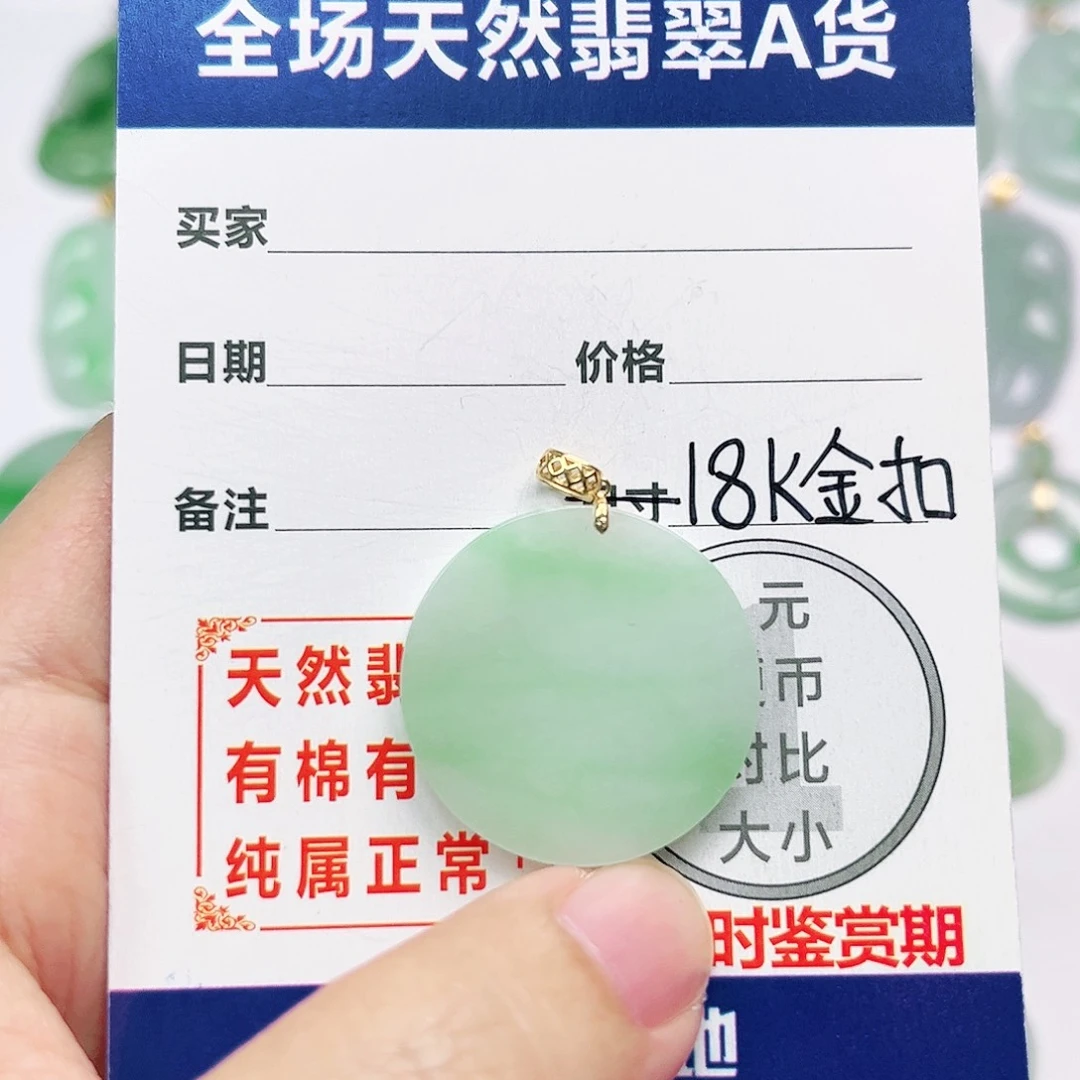 全场天然翡翠A货
买家
日期 价格
备注 寸 18K金扣
天然翡
有棉有
纯属正常
元
币
对比
大小
时鉴赏期
地